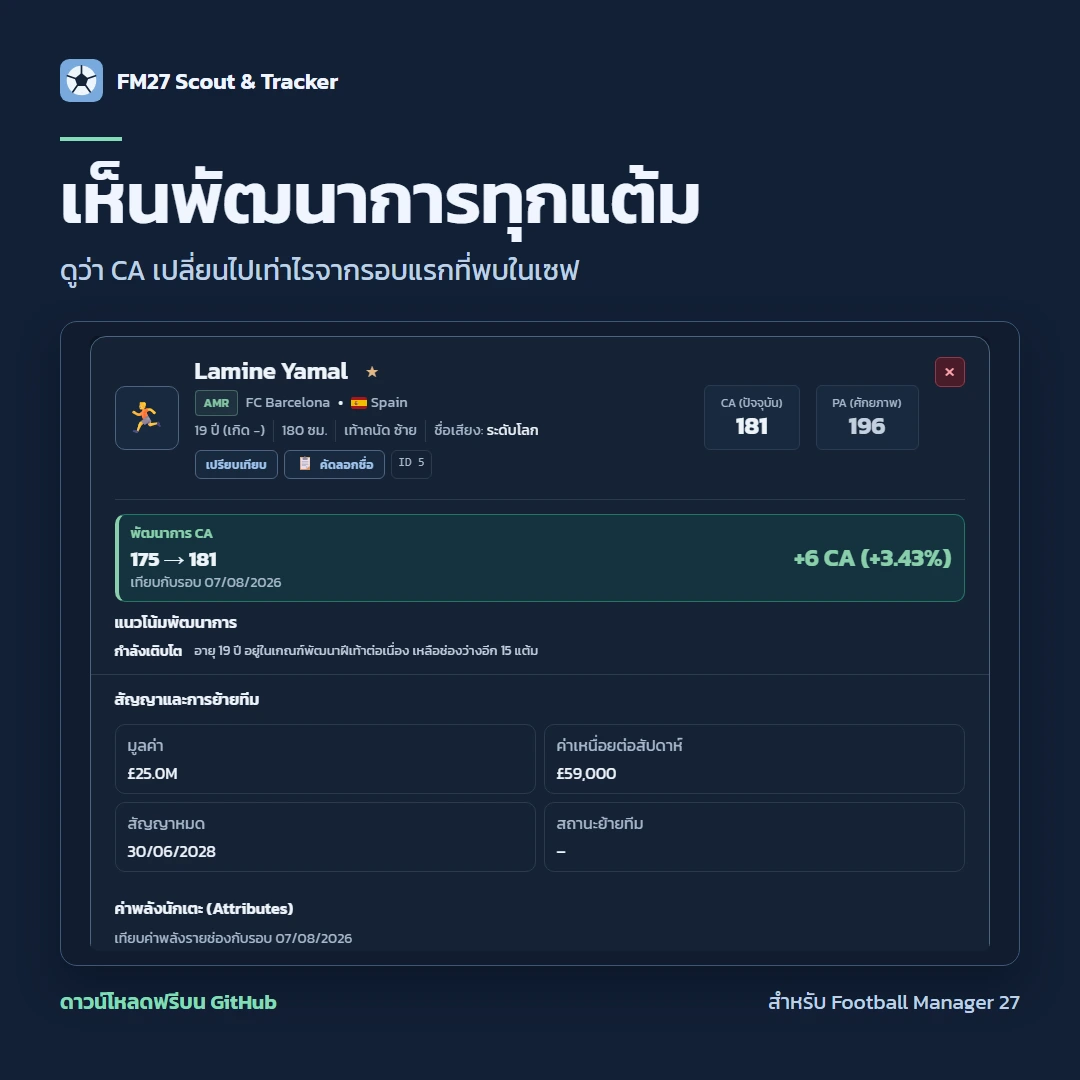 FM27 Scout & Tracker
เห็นพัฒนาการทุกแต้ม
ดูว่า CA เปลี่ยนไปเท่าไรจากรอบแรกที่พบในเซฟ
Lamine Yamal ★
AMR FC Barcelona • Spain
19 ปี (เกิด -) 180 ซม. เท้าถนัด ซ้าย ชื่อเสียง: ระดับโลก
เปรียบเทียบ คัดลอกชื่อ ID 5
CA (ปัจจุบัน)
181
PA (ศักยภาพ)
196
×
พัฒนาการ CA
175 → 181
เทียบกับรอบ 07/08/2026
+6 CA (+3.43%)
แนวโน้มพัฒนาการ
กำลังเติบโต อายุ 19 ปี อยู่ในเกณฑ์พัฒนาฝีเท้าต่อเนื่อง เหลือช่องว่างอีก 15 แต้ม
สัญญาและการย้ายทีม
มูลค่า
£25.0M
ค่าเหนื่อยต่อสัปดาห์
£59,000
สัญญาหมด
30/06/2028
สถานะย้ายทีม
–
ค่าพลังนักเตะ (Attributes)
เทียบค่าพลังรายช่องกับรอบ 07/08/2026
ดาวน์โหลดฟรีบน GitHub
สำหรับ Football Manager 27